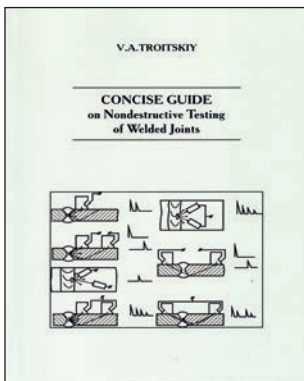 V.A.TROITSKIY
CONCISE GUIDE
on Nondestructive Testing
of Welded Joints